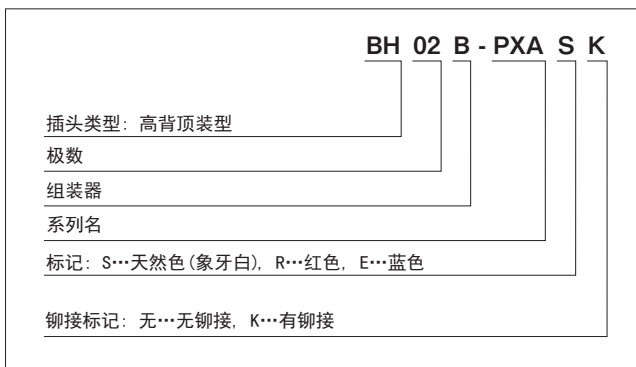 BH 02 B - PXA S K
插头类型: 高背顶装型
极数
组装器
系列名
标记: S…天然色(象牙白), R…红色, E…蓝色
铆接标记: 无…无铆接, K…有铆接